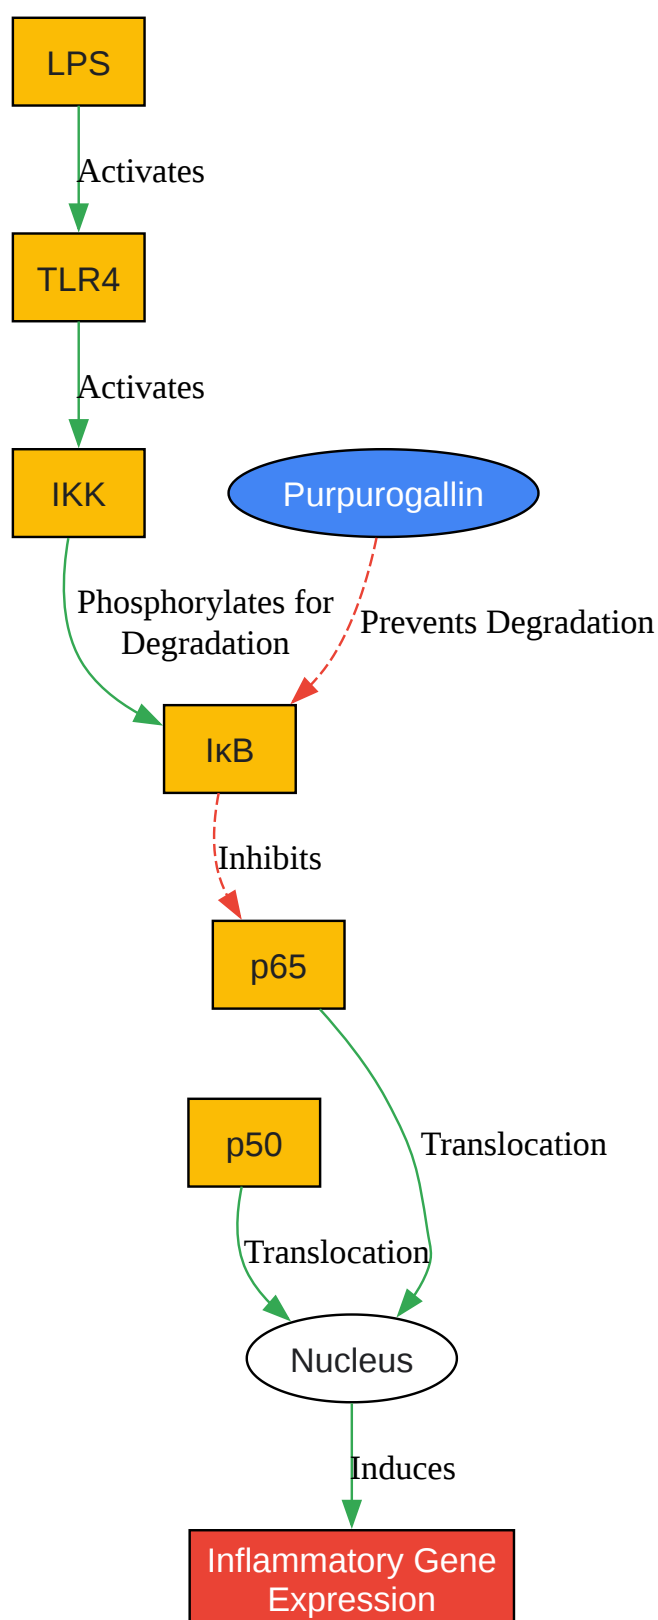 LPS
Activates
TLR4
Activates
IKK
Purpurogallin
Phosphorylates for
Degradation
Prevents Degradation
IκB
Inhibits
p65
p50
Translocation
Translocation
Nucleus
Induces
Inflammatory Gene
Expression